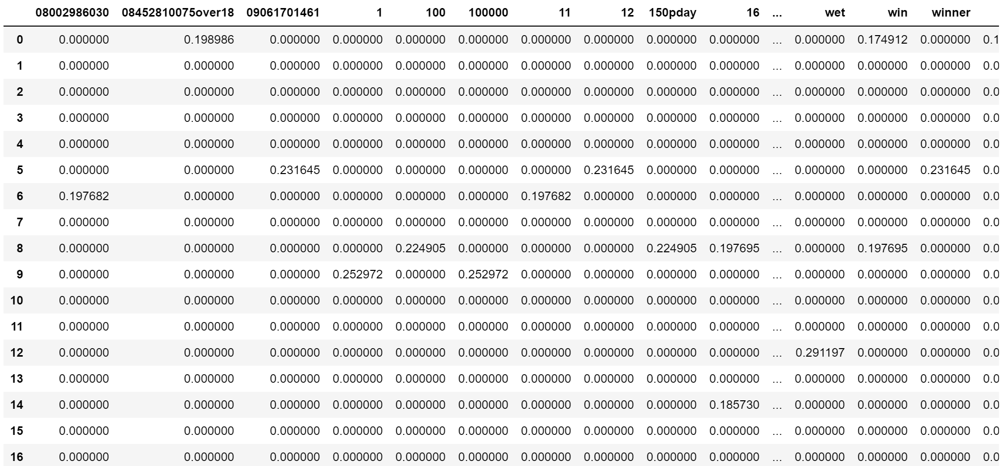 08002986030 08452810075over18 09061701461 1 100 100000 11 12 150pday 16 ... wet win winner
0 0.000000 0.198986 0.000000 0.000000 0.000000 0.000000 0.000000 0.000000 0.000000 0.000000 ... 0.000000 0.174912 0.000000 0.1
1 0.000000 0.000000 0.000000 0.000000 0.000000 0.000000 0.000000 0.000000 0.000000 0.000000 ... 0.000000 0.000000 0.000000 0.0
2 0.000000 0.000000 0.000000 0.000000 0.000000 0.000000 0.000000 0.000000 0.000000 0.000000 ... 0.000000 0.000000 0.000000 0.0
3 0.000000 0.000000 0.000000 0.000000 0.000000 0.000000 0.000000 0.000000 0.000000 0.000000 ... 0.000000 0.000000 0.000000 0.0
4 0.000000 0.000000 0.000000 0.000000 0.000000 0.000000 0.000000 0.000000 0.000000 0.000000 ... 0.000000 0.000000 0.000000 0.0
5 0.000000 0.000000 0.231645 0.000000 0.000000 0.000000 0.000000 0.231645 0.000000 0.000000 ... 0.000000 0.000000 0.231645 0.0
6 0.197682 0.000000 0.000000 0.000000 0.000000 0.000000 0.197682 0.000000 0.000000 0.000000 ... 0.000000 0.000000 0.000000 0.0
7 0.000000 0.000000 0.000000 0.000000 0.000000 0.000000 0.000000 0.000000 0.000000 0.000000 ... 0.000000 0.000000 0.000000 0.0
8 0.000000 0.000000 0.000000 0.000000 0.224905 0.000000 0.000000 0.000000 0.224905 0.197695 ... 0.000000 0.197695 0.000000 0.0
9 0.000000 0.000000 0.000000 0.252972 0.000000 0.252972 0.000000 0.000000 0.000000 0.000000 ... 0.000000 0.000000 0.000000 0.0
10 0.000000 0.000000 0.000000 0.000000 0.000000 0.000000 0.000000 0.000000 0.000000 0.000000 ... 0.000000 0.000000 0.000000 0.0
11 0.000000 0.000000 0.000000 0.000000 0.000000 0.000000 0.000000 0.000000 0.000000 0.000000 ... 0.000000 0.000000 0.000000 0.0
12 0.000000 0.000000 0.000000 0.000000 0.000000 0.000000 0.000000 0.000000 0.000000 0.000000 ... 0.291197 0.000000 0.000000 0.0
13 0.000000 0.000000 0.000000 0.000000 0.000000 0.000000 0.000000 0.000000 0.000000 0.000000 ... 0.000000 0.000000 0.000000 0.0
14 0.000000 0.000000 0.000000 0.000000 0.000000 0.000000 0.000000 0.000000 0.000000 0.185730 ... 0.000000 0.000000 0.000000 0.0
15 0.000000 0.000000 0.000000 0.000000 0.000000 0.000000 0.000000 0.000000 0.000000 0.000000 ... 0.000000 0.000000 0.000000 0.0
16 0.000000 0.000000 0.000000 0.000000 0.000000 0.000000 0.000000 0.000000 0.000000 0.000000 ... 0.000000 0.000000 0.000000 0.0